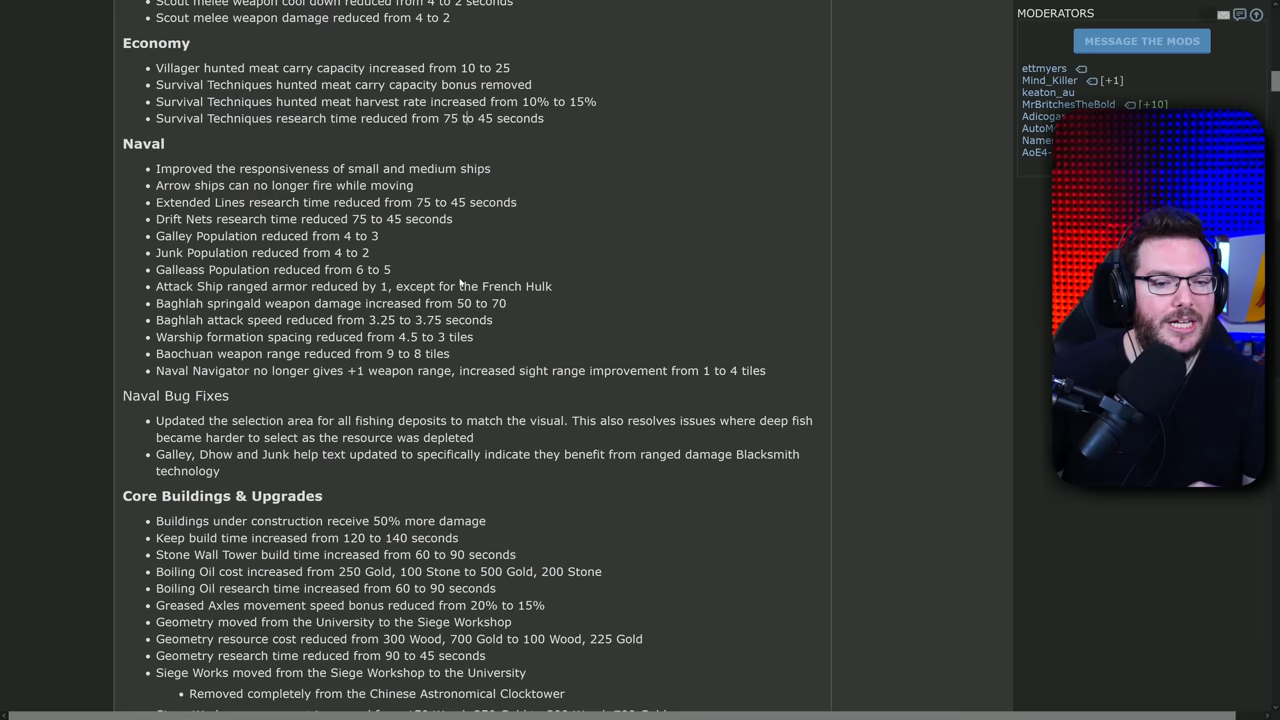 Scout melee weapon cool down reduced from 4 to 2 seconds
Scout melee weapon damage reduced from 4 to 2
Economy
Villager hunted meat carry capacity increased from 10 to 25
Survival Techniques hunted meat carry capacity bonus removed
Survival Techniques hunted meat harvest rate increased from 10% to 15%
Survival Techniques research time reduced from 75 to 45 seconds
Naval
Improved the responsiveness of small and medium ships
Arrow ships can no longer fire while moving
Extended Lines research time reduced from 75 to 45 seconds
Drift Nets research time reduced 75 to 45 seconds
Galley Population reduced from 4 to 3
Junk Population reduced from 4 to 2
Galleass Population reduced from 6 to 5
Attack Ship ranged armor reduced by 1, except for the French Hulk
Baghlah springald weapon damage increased from 50 to 70
Baghlah attack speed reduced from 3.25 to 3.75 seconds
Warship formation spacing reduced from 4.5 to 3 tiles
Baochuan weapon range reduced from 9 to 8 tiles
Naval Navigator no longer gives +1 weapon range, increased sight range improvement from 1 to 4 tiles
Naval Bug Fixes
Updated the selection area for all fishing deposits to match the visual. This also resolves issues where deep fish
became harder to select as the resource was depleted
Galley, Dhow and Junk help text updated to specifically indicate they benefit from ranged damage Blacksmith
technology
Core Buildings & Upgrades
Buildings under construction receive 50% more damage
Keep build time increased from 120 to 140 seconds
Stone Wall Tower build time increased from 60 to 90 seconds
Boiling Oil cost increased from 250 Gold, 100 Stone to 500 Gold, 200 Stone
Boiling Oil research time increased from 60 to 90 seconds
Greased Axles movement speed bonus reduced from 20% to 15%
Geometry moved from the University to the Siege Workshop
Geometry resource cost reduced from 300 Wood, 700 Gold to 100 Wood, 225 Gold
Geometry research time reduced from 90 to 45 seconds
Siege Works moved from the Siege Workshop to the University
Removed completely from the Chinese Astronomical Clocktower
MODERATORS
MESSAGE THE MODS
ettmyers
Mind_Killer [+1]
keaton_au
MrBritchesTheBold [+10]
Adicoga
AutoM
Name
AoE4-